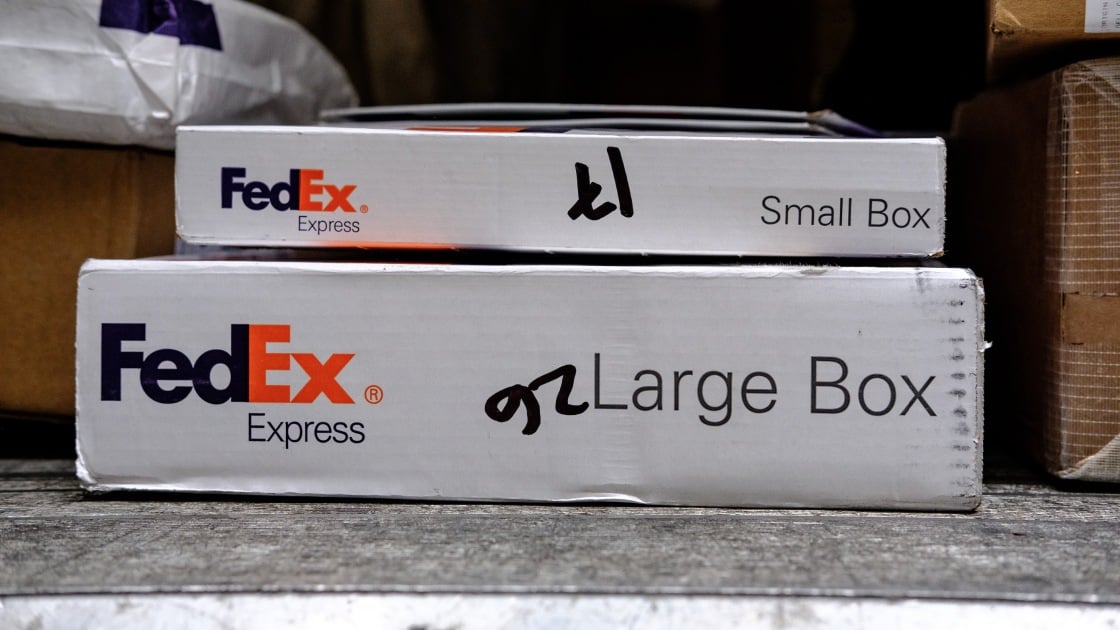 FedEx®
Express
Small Box
FedEx®
Express
Large Box